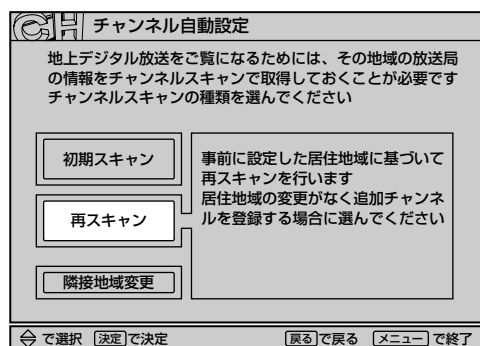 CH チャンネル自動設定
地上デジタル放送をご覧になるためには、その地域の放送局
の情報をチャンネルスキャンで取得しておくことが必要です
チャンネルスキャンの種類を選んでください
初期スキャン
再スキャン
隣接地域変更
事前に設定した居住地域に基づいて
再スキャンを行います
居住地域の変更がなく追加チャンネ
ルを登録する場合に選んでください
で選択 決定で決定 戻るで戻る メニューで終了